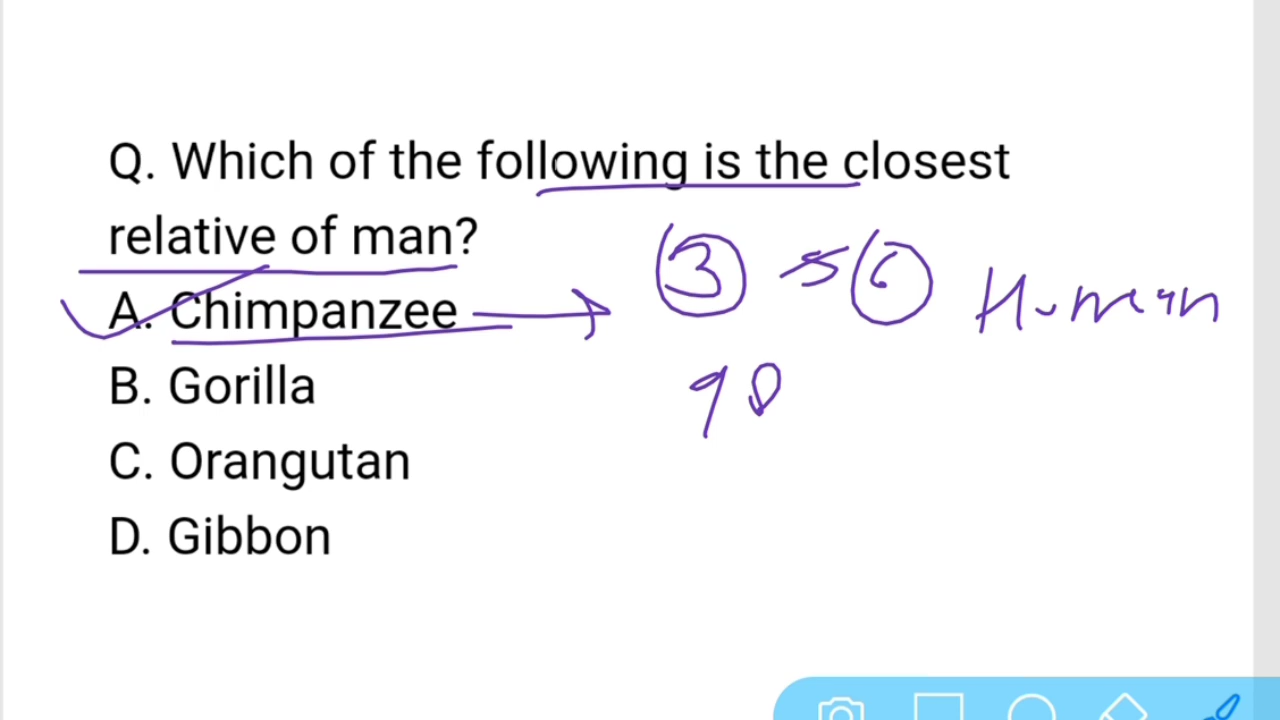 Q. Which of the following is the closest
relative of man?
A. Chimpanzee
3 6 Human
B. Gorilla
98
C. Orangutan
D. Gibbon